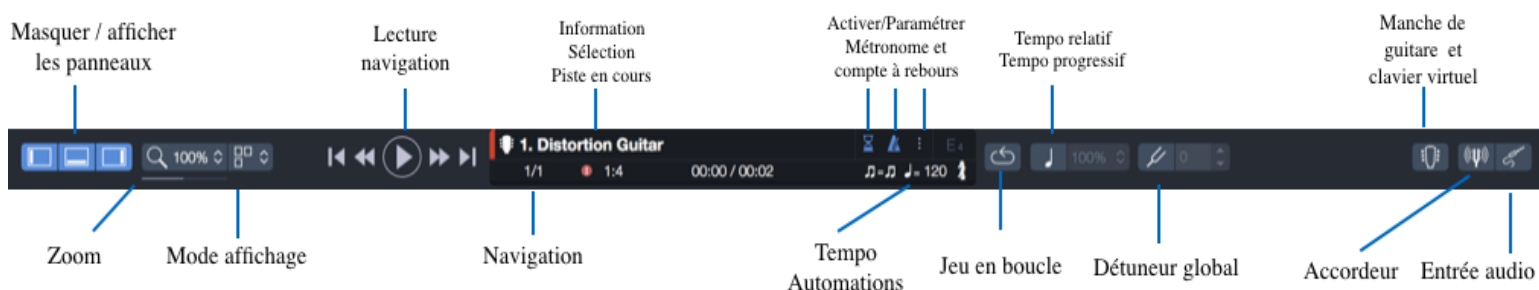 Masquer / afficher
les panneaux
Lecture
navigation
Information
Sélection
Piste en cours
Activer/Paramétrer
Métronome et
compte à rebours
Tempo relatif
Tempo progressif
Manche de
guitare et
clavier virtuel
100%
1. Distortion Guitar
E4
1/1
1:4
00:00 / 00:02
♫=♫ ♩= 120
100%
0
Zoom
Mode affichage
Navigation
Tempo
Automations
Jeu en boucle
Détuneur global
Accordeur
Entrée audio